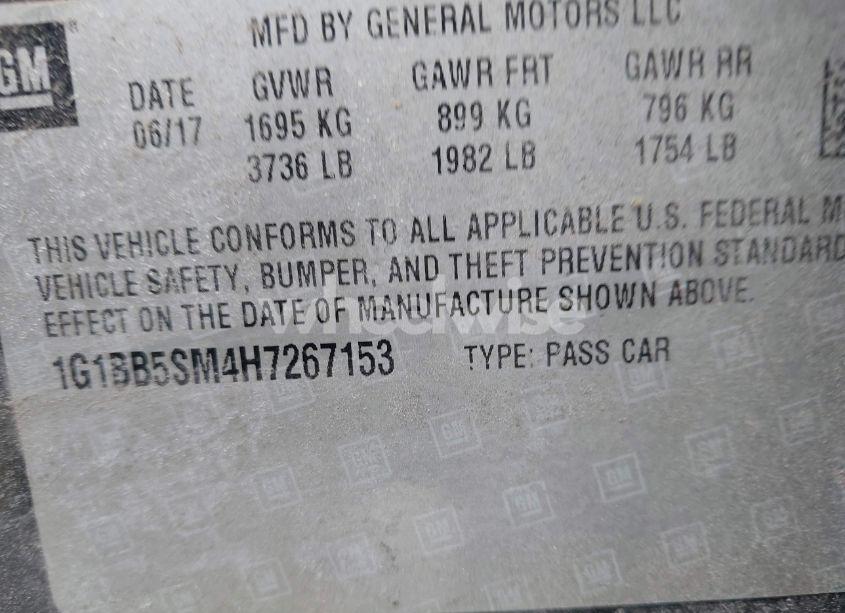 MFD BY GENERAL MOTORS LLC
GM
DATE GVWR GAWR FRT GAWR RR
06/17 1695 KG 899 KG 796 KG
3736 LB 1982 LB 1754 LB
THIS VEHICLE CONFORMS TO ALL APPLICABLE U.S. FEDERAL M
VEHICLE SAFETY, BUMPER, AND THEFT PREVENTION STANDARD
EFFECT ON THE DATE OF MANUFACTURE SHOWN ABOVE.
wheelwise
1G1BB5SM4H7267153 TYPE: PASS CAR